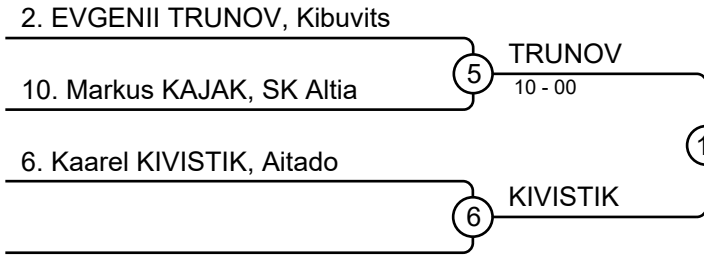 2. EVGENII TRUNOV, Kibuvits
5
TRUNOV
10 - 00
10. Markus KAJAK, SK Altia
6. Kaarel KIVISTIK, Aitado
6
KIVISTIK